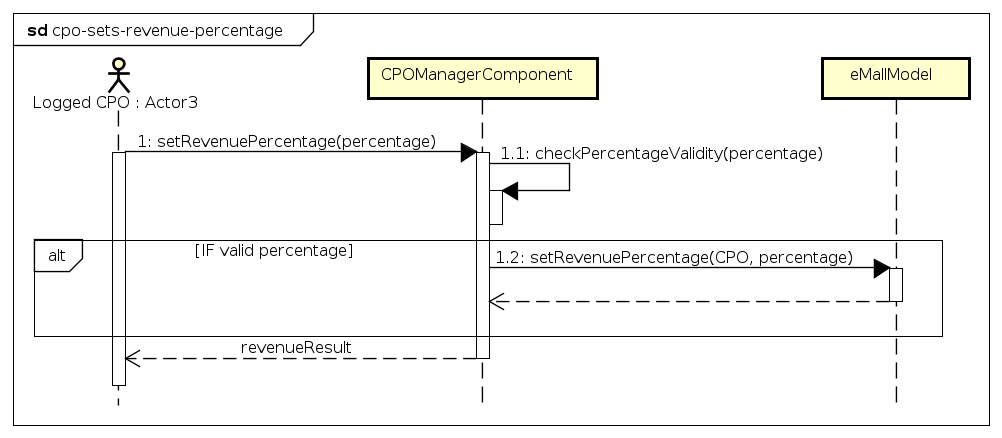 sd cpo-sets-revenue-percentage
CPOManagerComponent
eMallModel
Logged CPO : Actor3
1: setRevenuePercentage(percentage)
1.1: checkPercentageValidity(percentage)
alt
[IF valid percentage]
1.2: setRevenuePercentage(CPO, percentage)
revenueResult